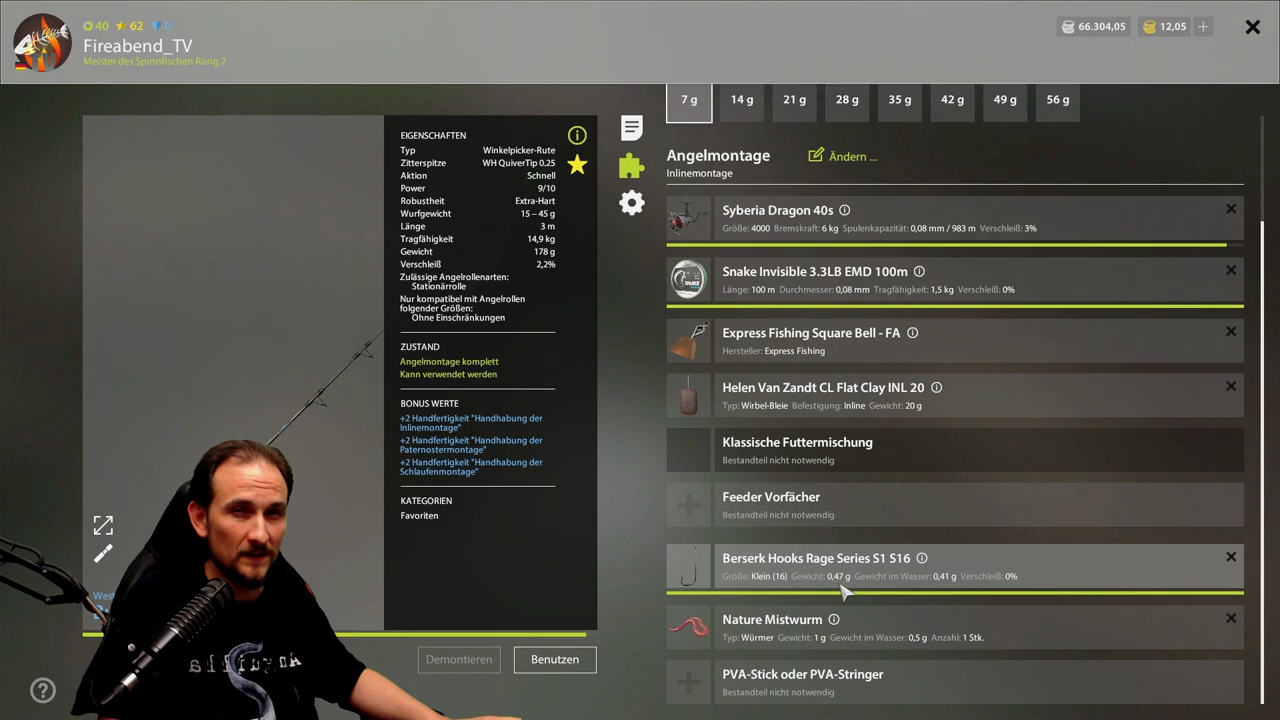 40 62 0
Fireabend_TV
Meister des Spinnfischen Rang 2
66.304,05 12,05
EIGENSCHAFTEN
Typ Winkelpicker-Rute
Zitterspitze WH QuiverTip 0.25
Aktion Schnell
Power 9/10
Robustheit Extra-Hart
Wurfgewicht 15 – 45 g
Länge 3 m
Tragfähigkeit 14,9 kg
Gewicht 178 g
Verschleiß 2,2%
Zulässige Angelrollenarten:
Stationärrolle
Nur kompatibel mit Angelrollen
folgender Größen:
Ohne Einschränkungen
ZUSTAND
Angelmontage komplett
Kann verwendet werden
BONUS WERTE
+2 Handfertigkeit "Handhabung der
Inlinemontage"
+2 Handfertigkeit "Handhabung der
Paternostermontage"
+2 Handfertigkeit "Handhabung der
Schlaufenmontage"
KATEGORIEN
Favoriten
Demontieren Benutzen
7 g 14 g 21 g 28 g 35 g 42 g 49 g 56 g
Angelmontage Ändern ...
Inlinemontage
Syberia Dragon 40s
Größe: 4000 Bremskraft: 6 kg Spulenkapazität: 0,08 mm / 983 m Verschleiß: 3%
Snake Invisible 3.3LB EMD 100m
Länge: 100 m Durchmesser: 0,08 mm Tragfähigkeit: 1,5 kg Verschleiß: 0%
Express Fishing Square Bell - FA
Hersteller: Express Fishing
Helen Van Zandt CL Flat Clay INL 20
Typ: Wirbel-Bleie Befestigung: Inline Gewicht: 20 g
Klassische Futtermischung
Bestandteil nicht notwendig
Feeder Vorfächer
Bestandteil nicht notwendig
Berserk Hooks Rage Series S1 S16
Größe: Klein (16) Gewicht: 0,47 g Gewicht im Wasser: 0,41 g Verschleiß: 0%
Nature Mistwurm
Typ: Würmer Gewicht: 1 g Gewicht im Wasser: 0,5 g Anzahl: 1 Stk.
PVA-Stick oder PVA-Stringer
Bestandteil nicht notwendig